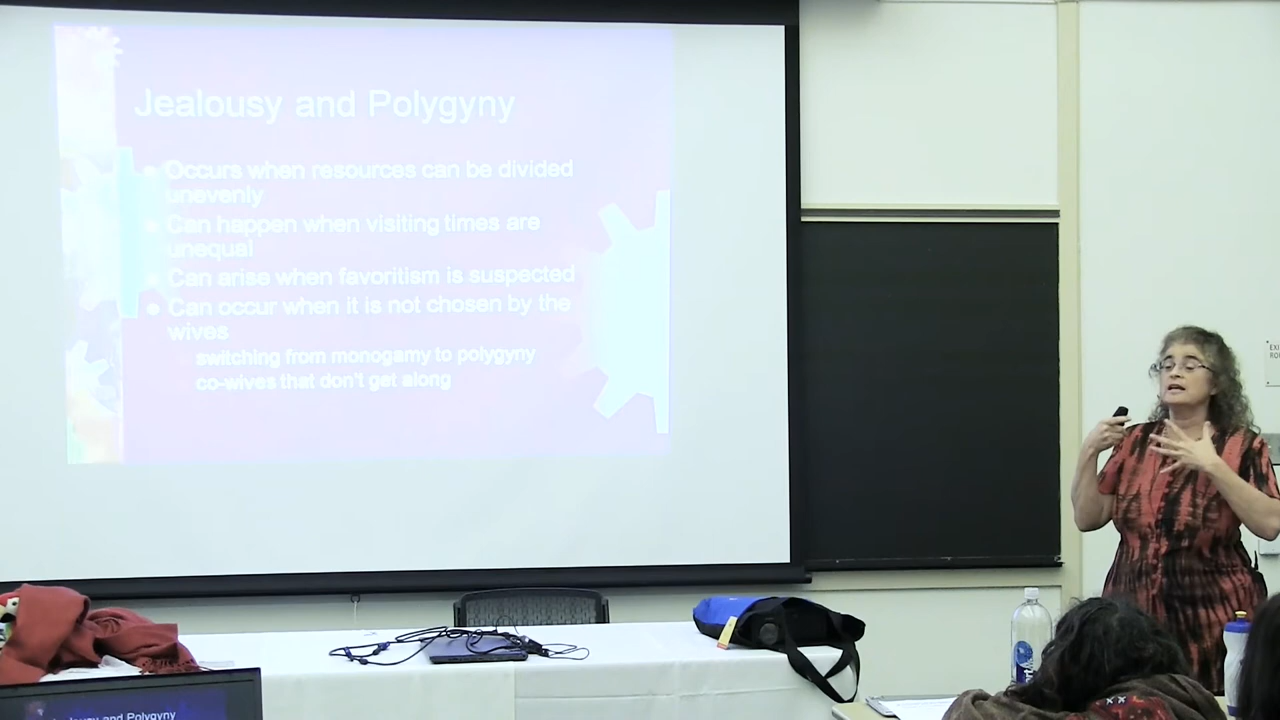 Jealousy and Polygyny
Occurs when resources can be divided
unevenly
Can happen when visiting times are
unequal
Can arise when favoritism is suspected
Can occur when it is not chosen by the
wives
switching from monogamy to polygyny
co-wives that don't get along
and Polygyny